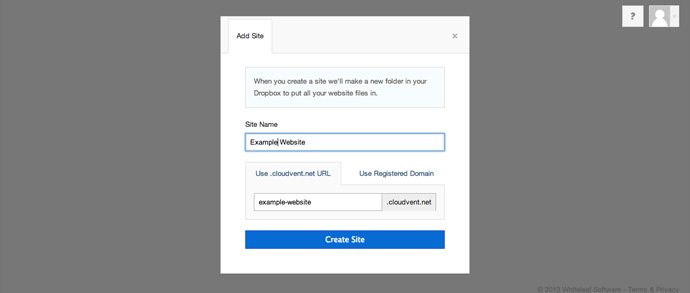 ?
Add Site
×
When you create a site we'll make a new folder in your
Dropbox to put all your website files in.
Site Name
Example Website
Use .cloudvent.net URL
Use Registered Domain
example-website
.cloudvent.net
Create Site
© 2013 Whiteleaf Software - Terms & Privacy